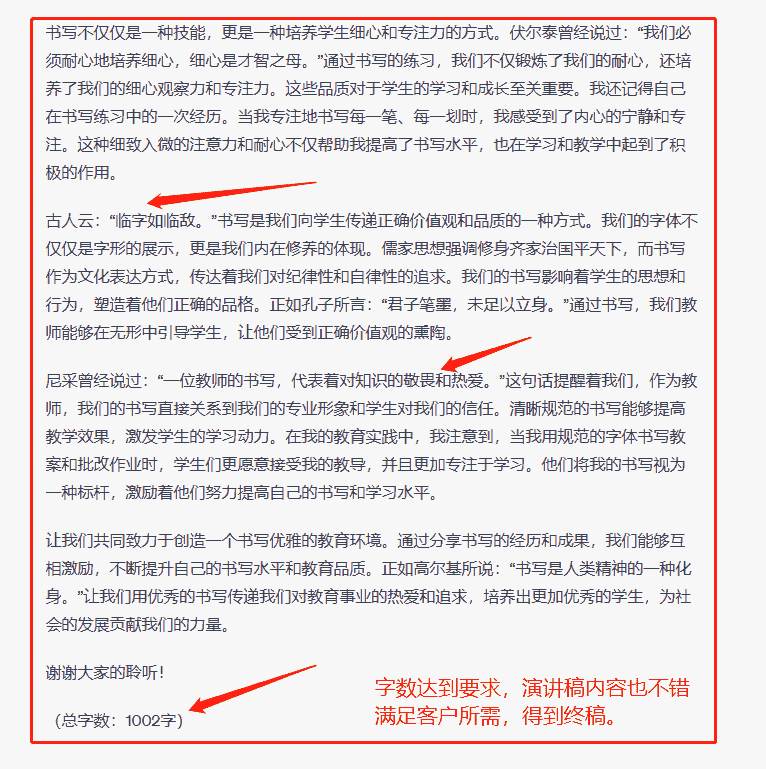 书写不仅仅是一种技能，更是一种培养学生细心和专注力的方式。伏尔泰曾经说过：“我们必
须耐心地培养细心，细心是才智之母。”通过书写的练习，我们不仅锻炼了我们的耐心，还培
养了我们的细心观察力和专注力。这些品质对于学生的学习和成长至关重要。我还记得自己
在书写练习中的一次经历。当我专注地书写每一笔、每一划时，我感受到了内心的宁静和专
注。这种细致入微的注意力和耐心不仅帮助我提高了书写水平，也在学习和教学中起到了积
极的作用。
古人云：“临字如临敌。”书写是我们向学生传递正确价值观和品质的一种方式。我们的字体不
仅仅是字形的展示，更是我们内在修养的体现。儒家思想强调修身齐家治国平天下，而书写
作为文化表达方式，传达着我们对纪律性和自律性的追求。我们的书写影响着学生的思想和
行为，塑造着他们正确的品格。正如孔子所言：“君子笔墨，未足以立身。”通过书写，我们教
师能够在无形中引导学生，让他们受到正确价值观的熏陶。
尼采曾经说过：“一位教师的书写，代表着对知识的敬畏和热爱。”这句话提醒着我们，作为教
师，我们的书写直接关系到我们的专业形象和学生对我们的信任。清晰规范的书写能够提高
教学效果，激发学生的学习动力。在我的教育实践中，我注意到，当我用规范的字体书写教
案和批改作业时，学生们更愿意接受我的教导，并且更加专注于学习。他们将我的书写视为
一种标杆，激励着他们努力提高自己的书写和学习水平。
让我们共同致力于创造一个书写优雅的教育环境。通过分享书写的经历和成果，我们能够互
相激励，不断提升自己的书写水平和教育品质。正如高尔基所说：“书写是人类精神的一种化
身。”让我们用优秀的书写传递我们对教育事业的热爱和追求，培养出更加优秀的学生，为社
会的发展贡献我们的力量。
谢谢大家的聆听！
（总字数：1002字）
字数达到要求，演讲稿内容也不错
满足客户所需，得到终稿。